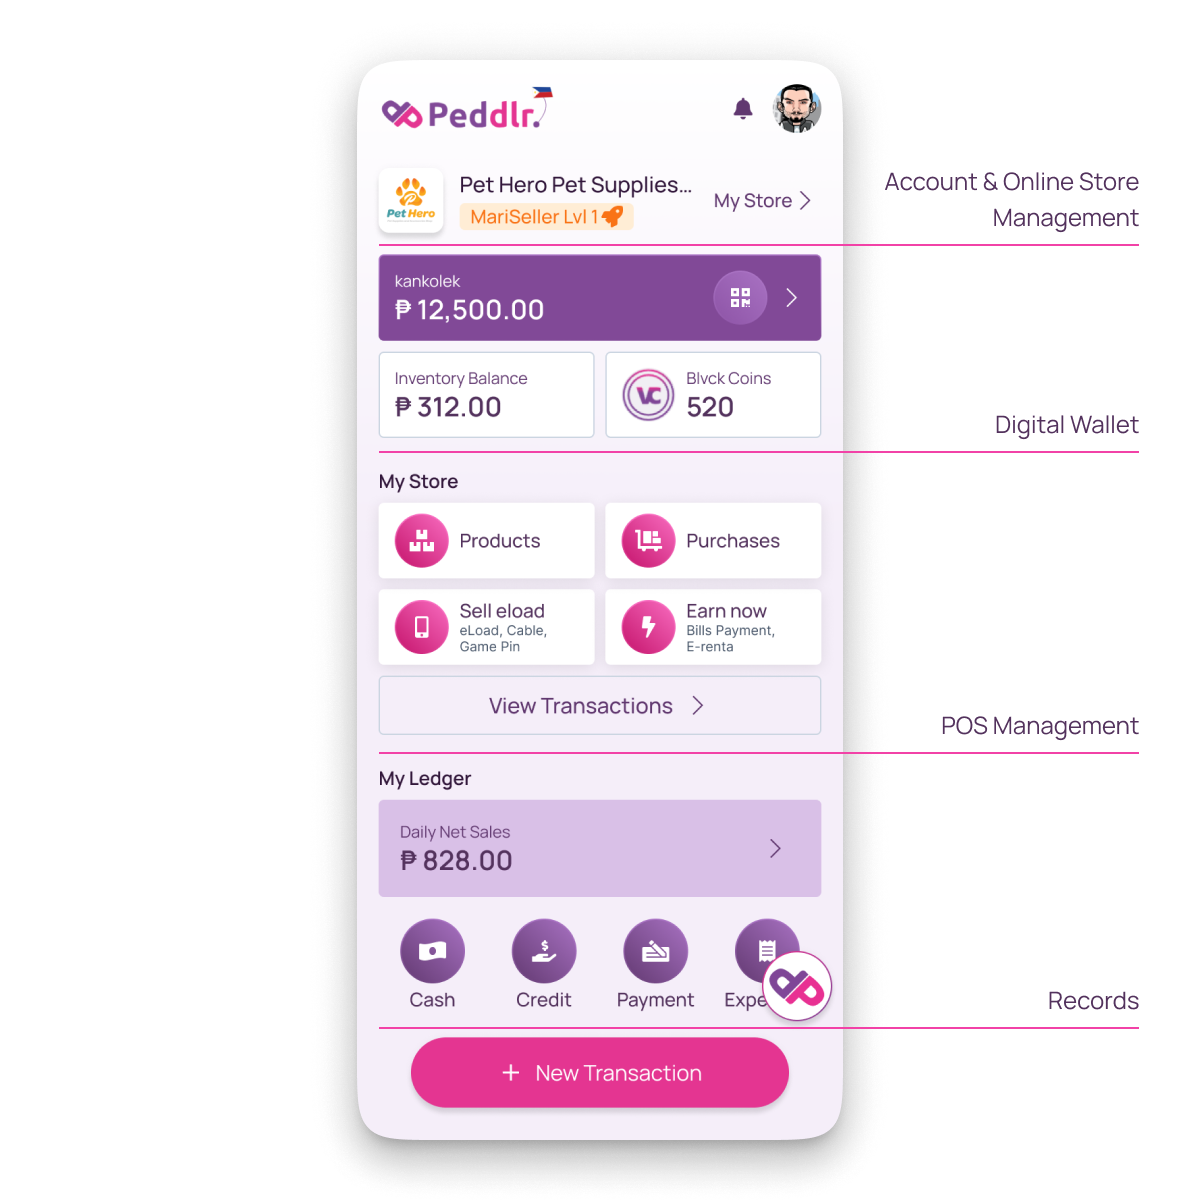 Peddlr.
Pet Hero
Pet Hero Pet Supplies...
MariSeller Lvl 1
My Store
Account & Online Store
Management
kankolek
₱ 12,500.00
Inventory Balance
₱ 312.00
VC
Blvck Coins
520
Digital Wallet
My Store
Products
Purchases
Sell eload
eLoad, Cable,
Game Pin
Earn now
Bills Payment,
E-renta
View Transactions
POS Management
My Ledger
Daily Net Sales
₱ 828.00
Cash
Credit
Payment
Expe
Records
+ New Transaction